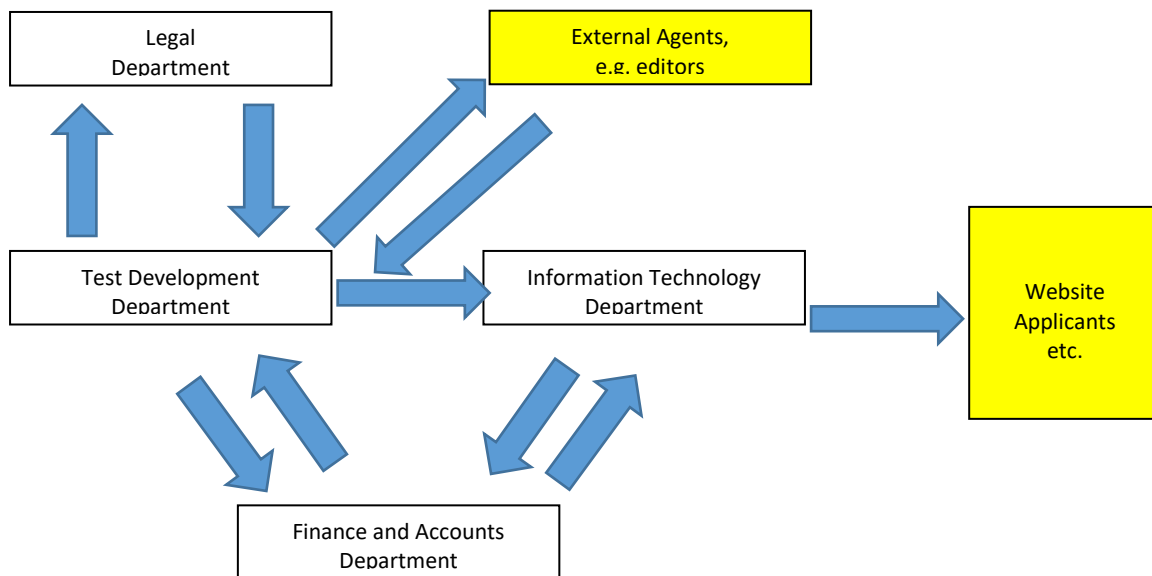 Legal
Department
External Agents,
e.g. editors
Test Development
Department
Information Technology
Department
Website
Applicants
etc.
Finance and Accounts
Department